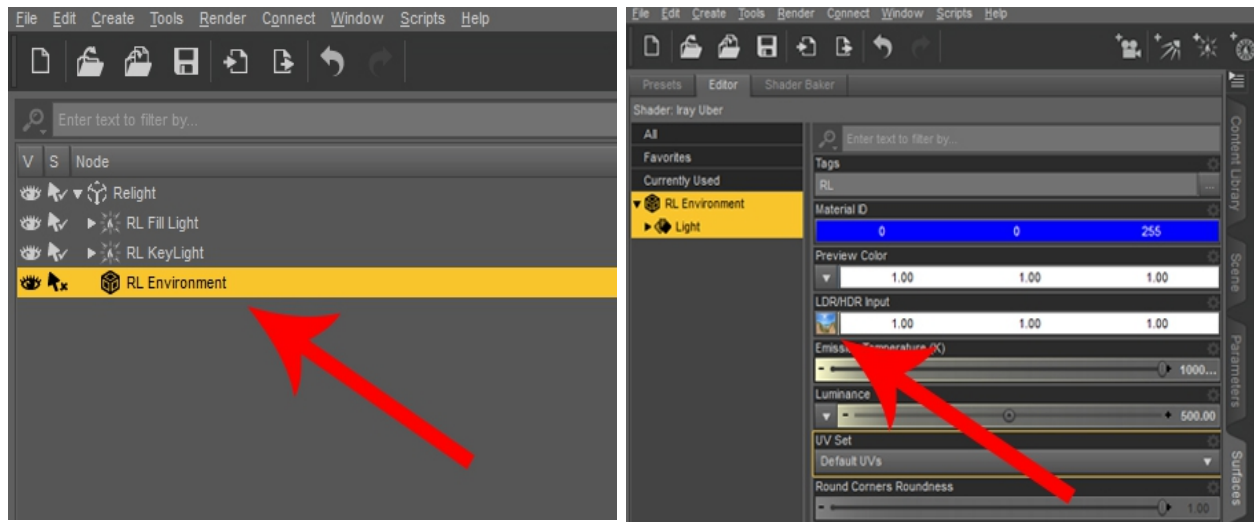 File Edit Create Tools Render Connect Window Scripts Help
Enter text to filter by...
V S Node
Relight
RL Fill Light
RL KeyLight
RL Environment
File Edit Create Tools Render Connect Window Scripts Help
Presets Editor Shader Baker
Shader: Iray Uber
All
Favorites
Currently Used
RL Environment
Light
Enter text to filter by...
Tags
RL
...
Material ID
0 0 255
Preview Color
1.00 1.00 1.00
LDR/HDR Input
1.00 1.00 1.00
Temperature (K)
1000...
Luminance
500.00
UV Set
Default UVs
Round Corners Roundness
1.00
Content Library
Scene
Parameters
Surfaces